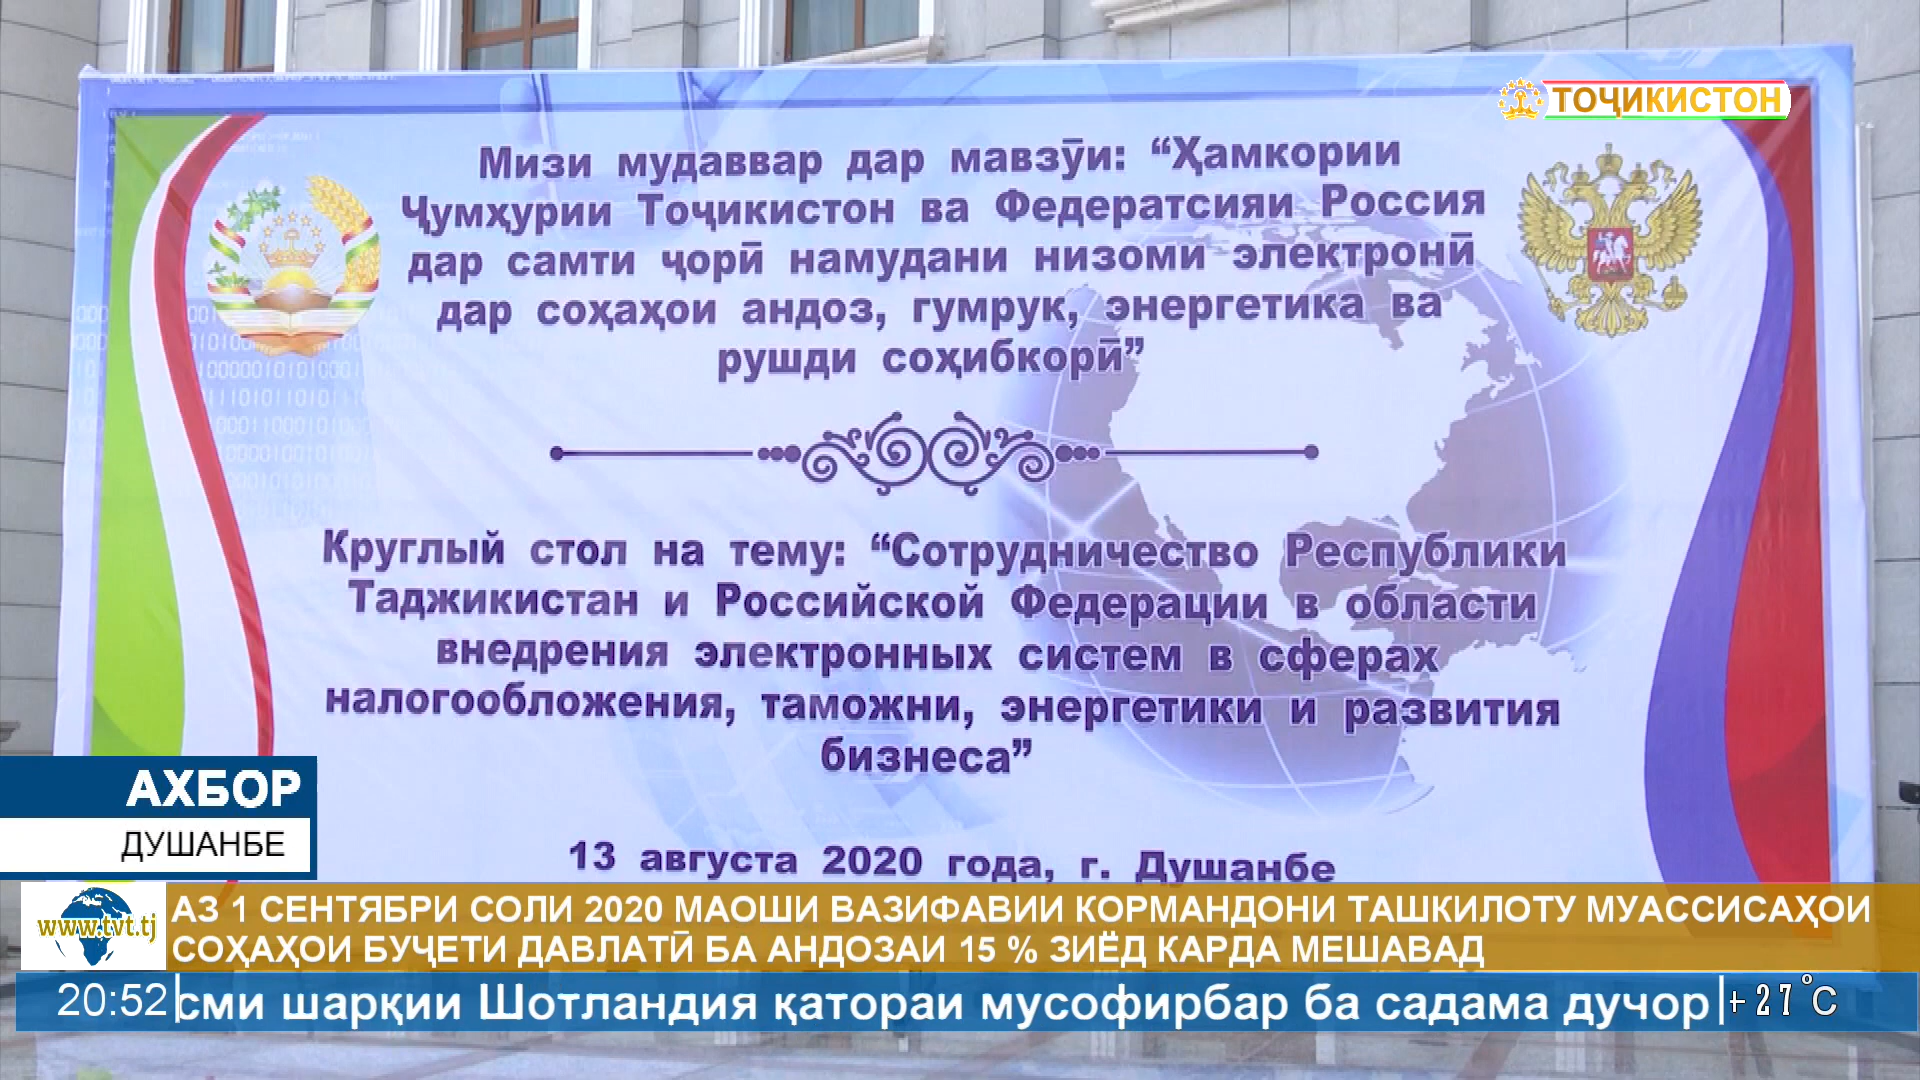 ТОҶИКИСТОН
Мизи мудаввар дар мавзӯи: “Ҳамкории
Ҷумҳурии Тоҷикистон ва Федератсияи Россия
дар самти ҷорӣ намудани низоми электронӣ
дар соҳаҳои андоз, гумрук, энергетика ва
рушди соҳибкорӣ”
Круглый стол на тему: “Сотрудничество Республики
Таджикистан и Российской Федерации в области
внедрения электронных систем в сферах
налогообложения, таможни, энергетики и развития
бизнеса”
13 августа 2020 года, г. Душанбе
АХБОР
ДУШАНБЕ
www.tvt.tj
АЗ 1 СЕНТЯБРИ СОЛИ 2020 МАОШИ ВАЗИФАВИИ КОРМАНДОНИ ТАШКИЛОТУ МУАССИСАҲОИ
СОҲАҲОИ БУҶЕТИ ДАВЛАТӢ БА АНДОЗАИ 15 % ЗИЁД КАРДА МЕШАВАД
20:52 сми шарқии Шотландия қатораи мусофирбар ба садама дучор +27°C